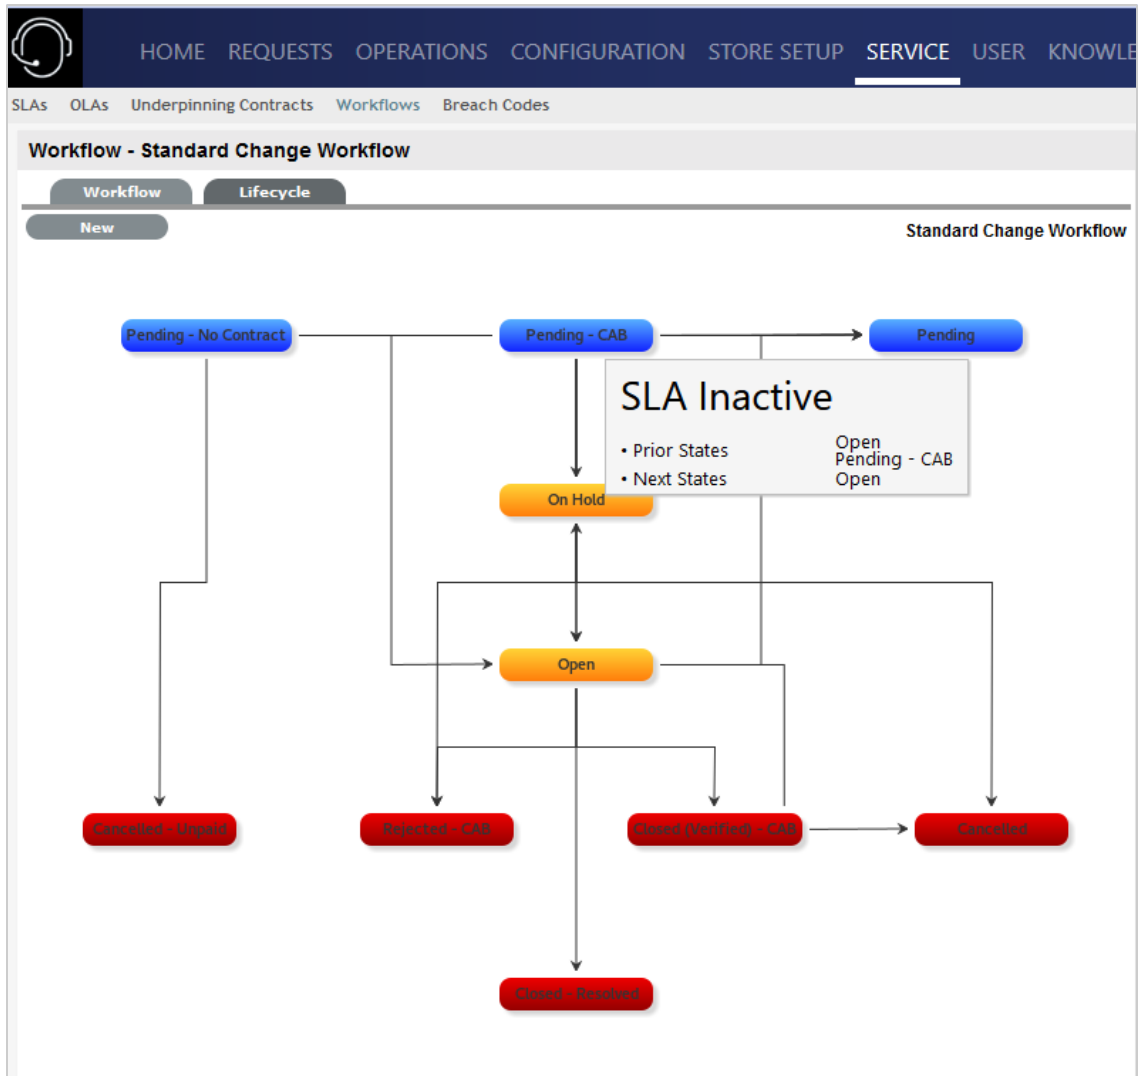 HOME REQUESTS OPERATIONS CONFIGURATION STORE SETUP SERVICE USER KNOWLE
SLAs OLAs Underpinning Contracts Workflows Breach Codes
Workflow - Standard Change Workflow
Workflow Lifecycle
New Standard Change Workflow
Pending - No Contract Pending - CAB Pending
SLA Inactive
• Prior States Open
Pending - CAB
• Next States Open
On Hold
Open
Cancelled - Unpaid Rejected - CAB Closed (Verified) - CAB Cancelled
Closed - Resolved